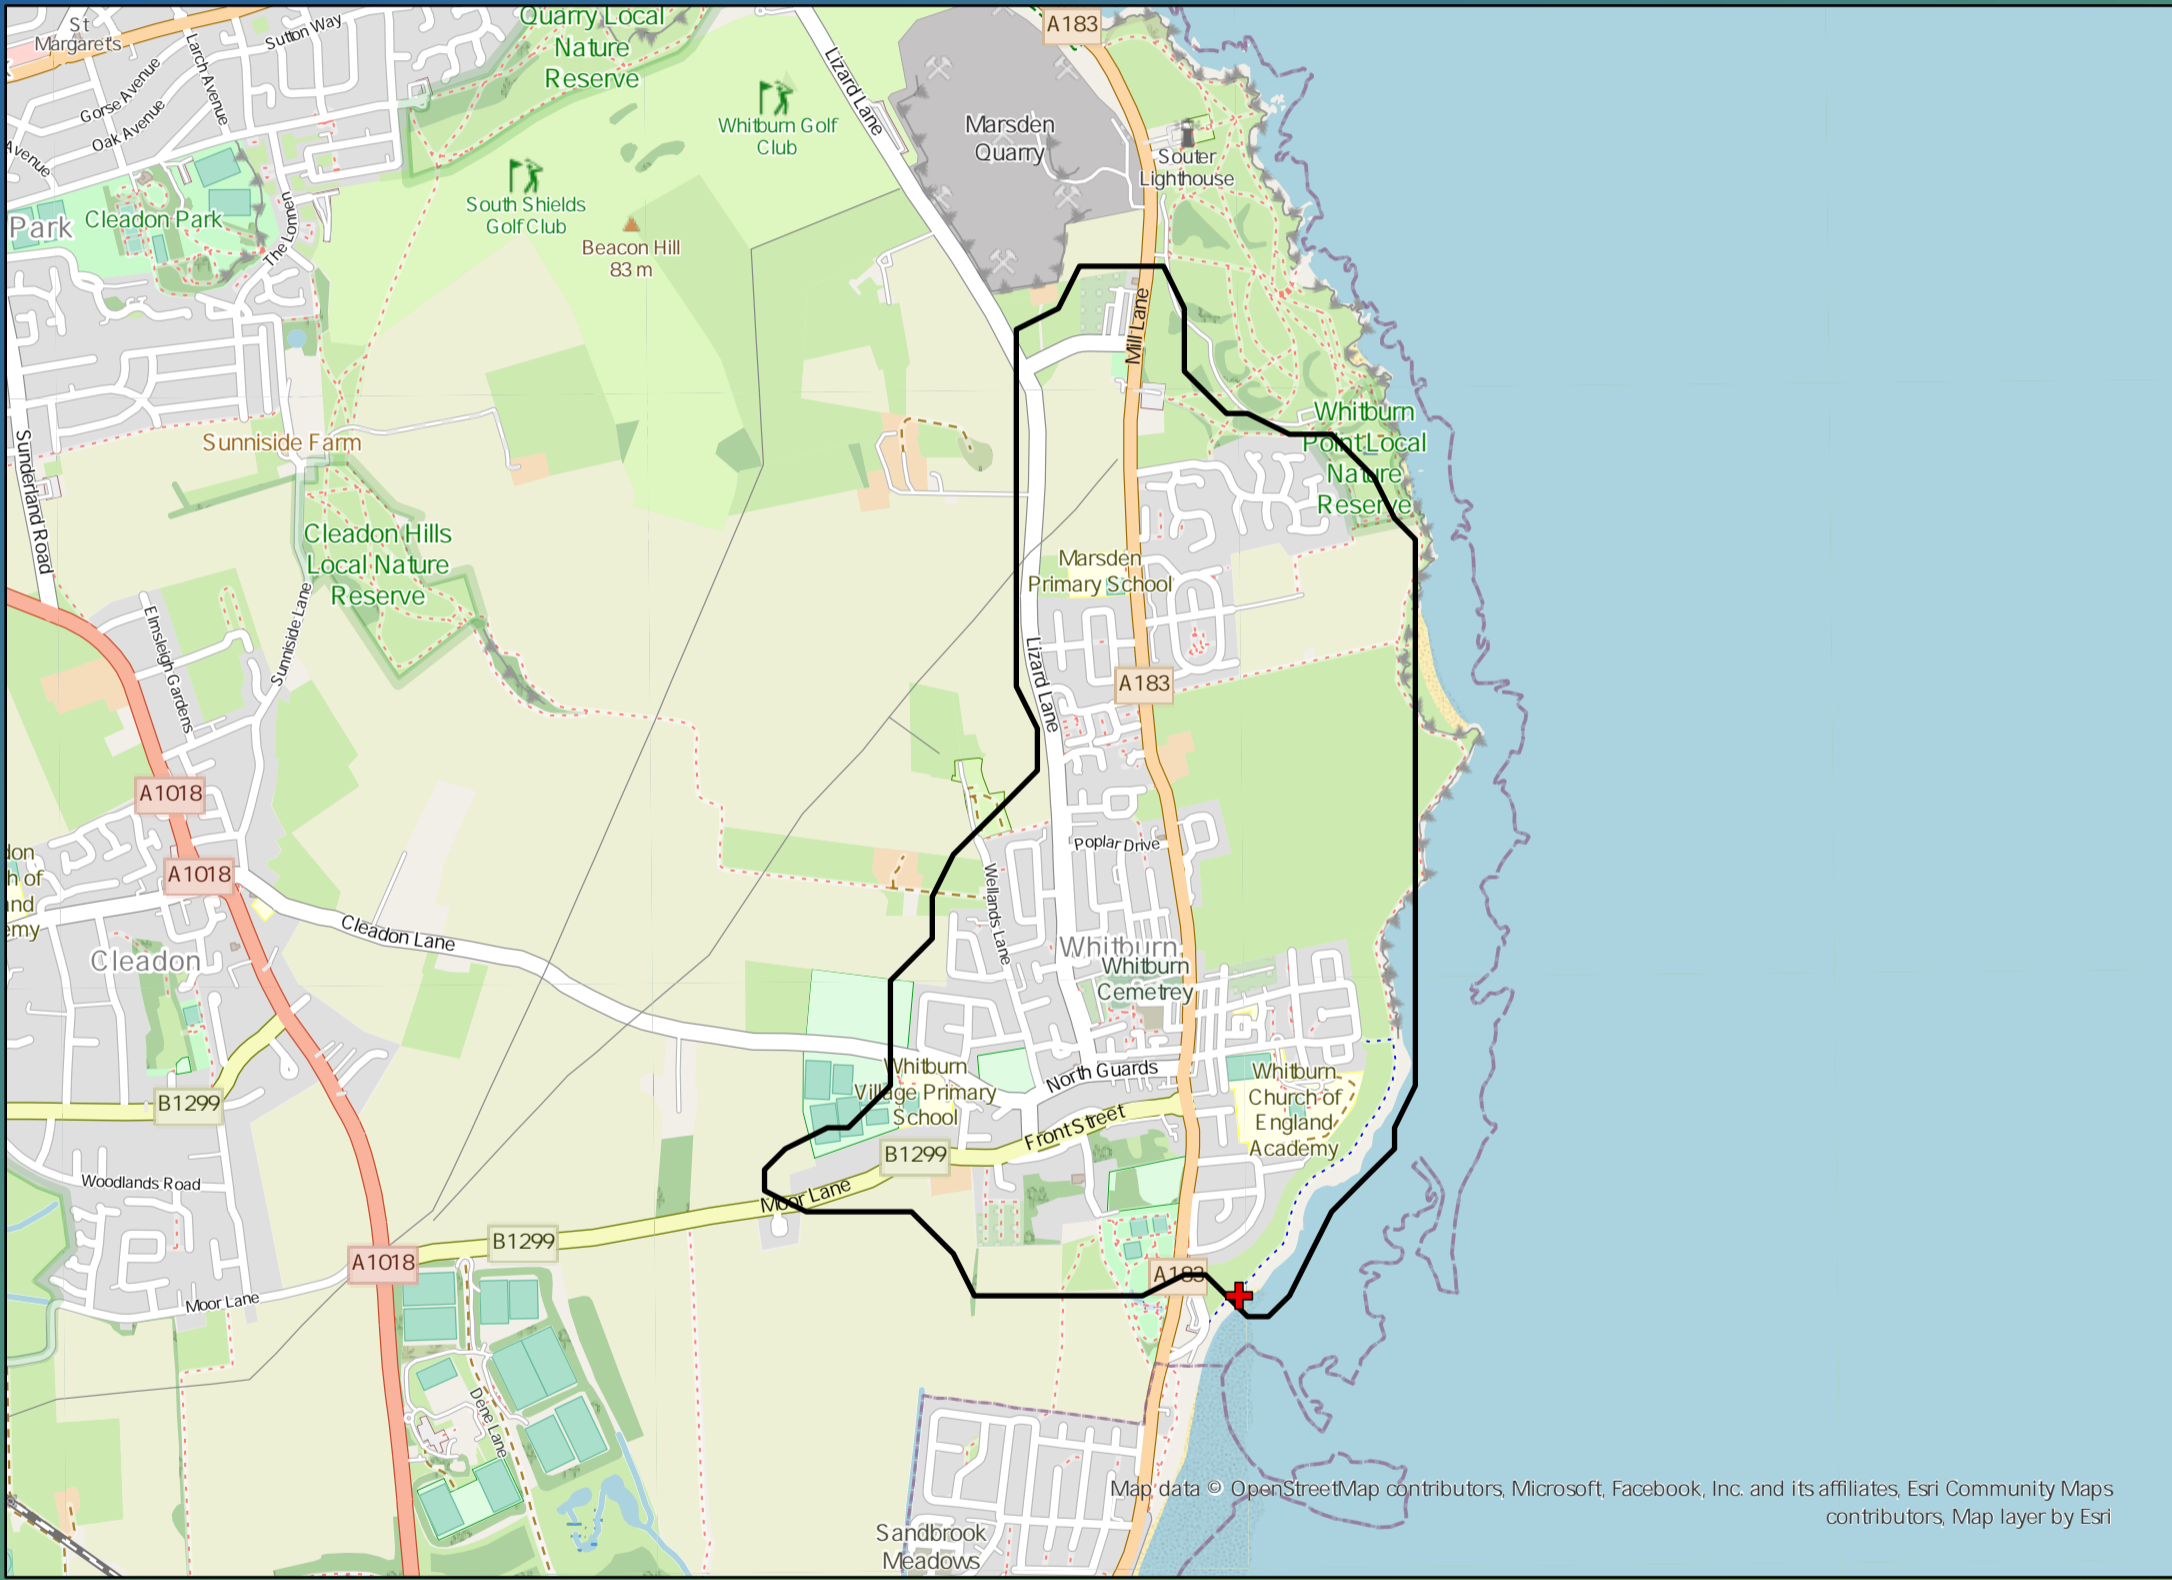 St
Margaret's
Sutton Way
Larch Avenue
Gorse Avenue
Oak Avenue
Avenue
Quarry Local
Nature
Reserve
A183
Lizard Lane
Whitburn Golf
Club
Marsden
Quarry
Souter
Lighthouse
South Shields
Golf Club
Park
Cleadon Park
The Lonnen
Beacon Hill
83 m
Mill Lane
Sunniside Farm
Sunderland Road
Whitburn
Point Local
Nature
Reserve
Cleadon Hills
Local Nature
Reserve
Marsden
Primary School
Elmsleigh Gardens
Sunniside Lane
Lizard Lane
A183
A1018
A1018
don
h of
and
emy
Poplar Drive
Wellands Lane
Cleadon Lane
Cleadon
Whitburn
Whitburn
Cemetrey
Whitburn
Village Primary
School
North Guards
Whitburn
Church of
England
Academy
B1299
Front Street
B1299
Woodlands Road
Moor Lane
B1299
A1018
A183
Moor Lane
Dene Lane
Map data © OpenStreetMap contributors, Microsoft, Facebook, Inc. and its affiliates, Esri Community Maps
contributors, Map layer by Esri
Sandbrook
Meadows